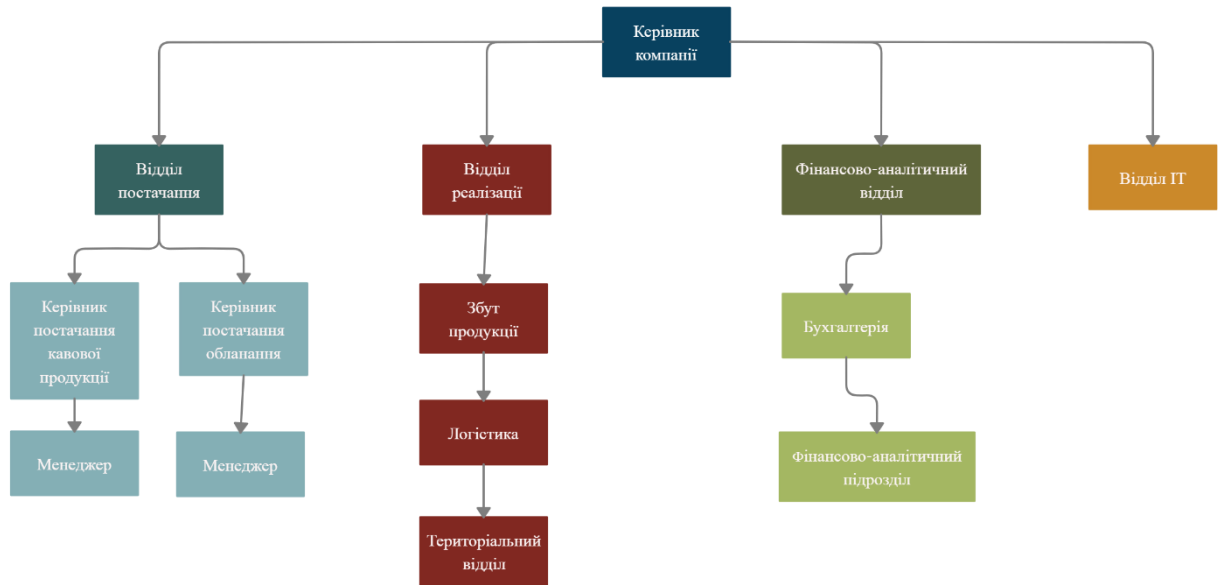 Керівник
компанії
Відділ
постачання
Відділ
реалізації
Фінансово-аналітичний
відділ
Відділ ІТ
Керівник
постачання
кавової
продукції
Керівник
постачання
обланання
Збут
продукції
Бухгалтерія
Менеджер
Менеджер
Логістика
Фінансово-аналітичний
підрозділ
Територіальний
відділ